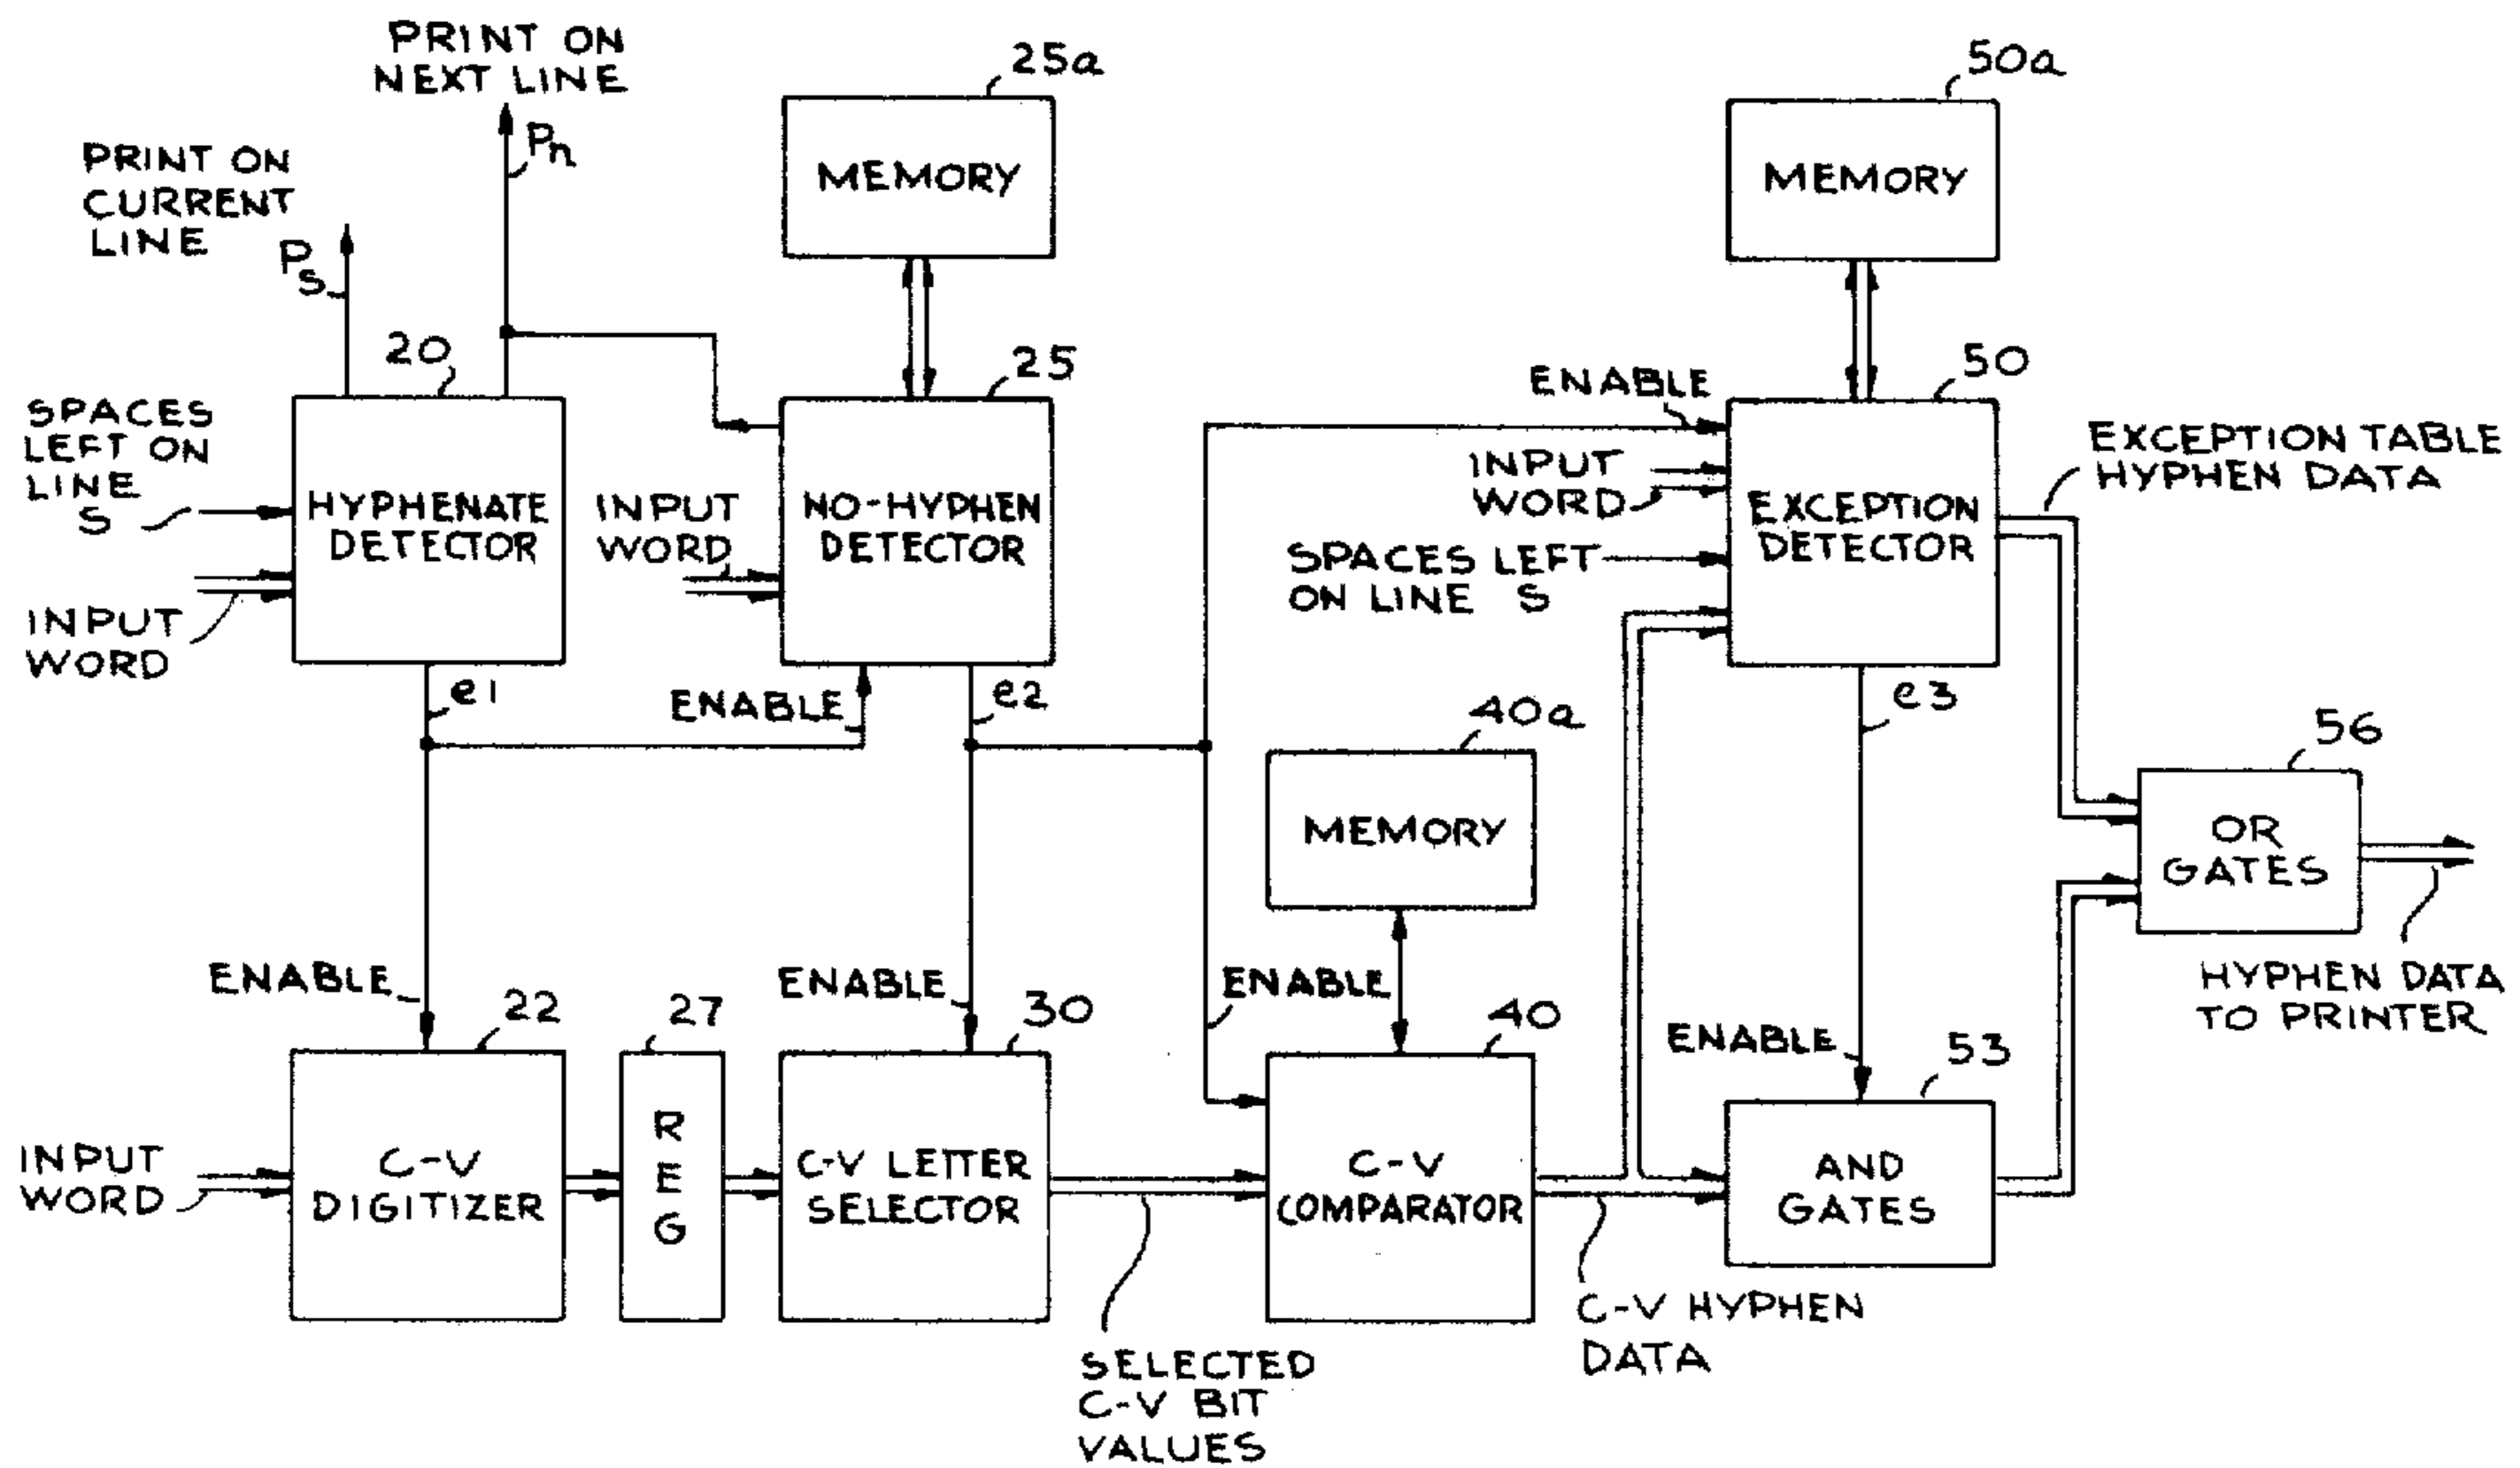 PRINT ON
NEXT LINE
Pn
PRINT ON
CURRENT
LINE
Ps
25a
MEMORY
50a
MEMORY
20
SPACES
LEFT ON
LINE
S
HYPHENATE
DETECTOR
INPUT
WORD
25
INPUT
WORD
NO-HYPHEN
DETECTOR
ENABLE
50
INPUT
WORD
SPACES LEFT
ON LINE S
EXCEPTION
DETECTOR
EXCEPTION TABLE
HYPHEN DATA
e1
ENABLE
e2
e3
40a
MEMORY
56
OR
GATES
HYPHEN DATA
TO PRINTER
ENABLE
22
27
ENABLE
30
ENABLE
40
ENABLE
53
INPUT
WORD
C-V
DIGITIZER
R
E
G
C-V LETTER
SELECTOR
C-V
COMPARATOR
AND
GATES
SELECTED
C-V BIT
VALUES
C-V HYPHEN
DATA